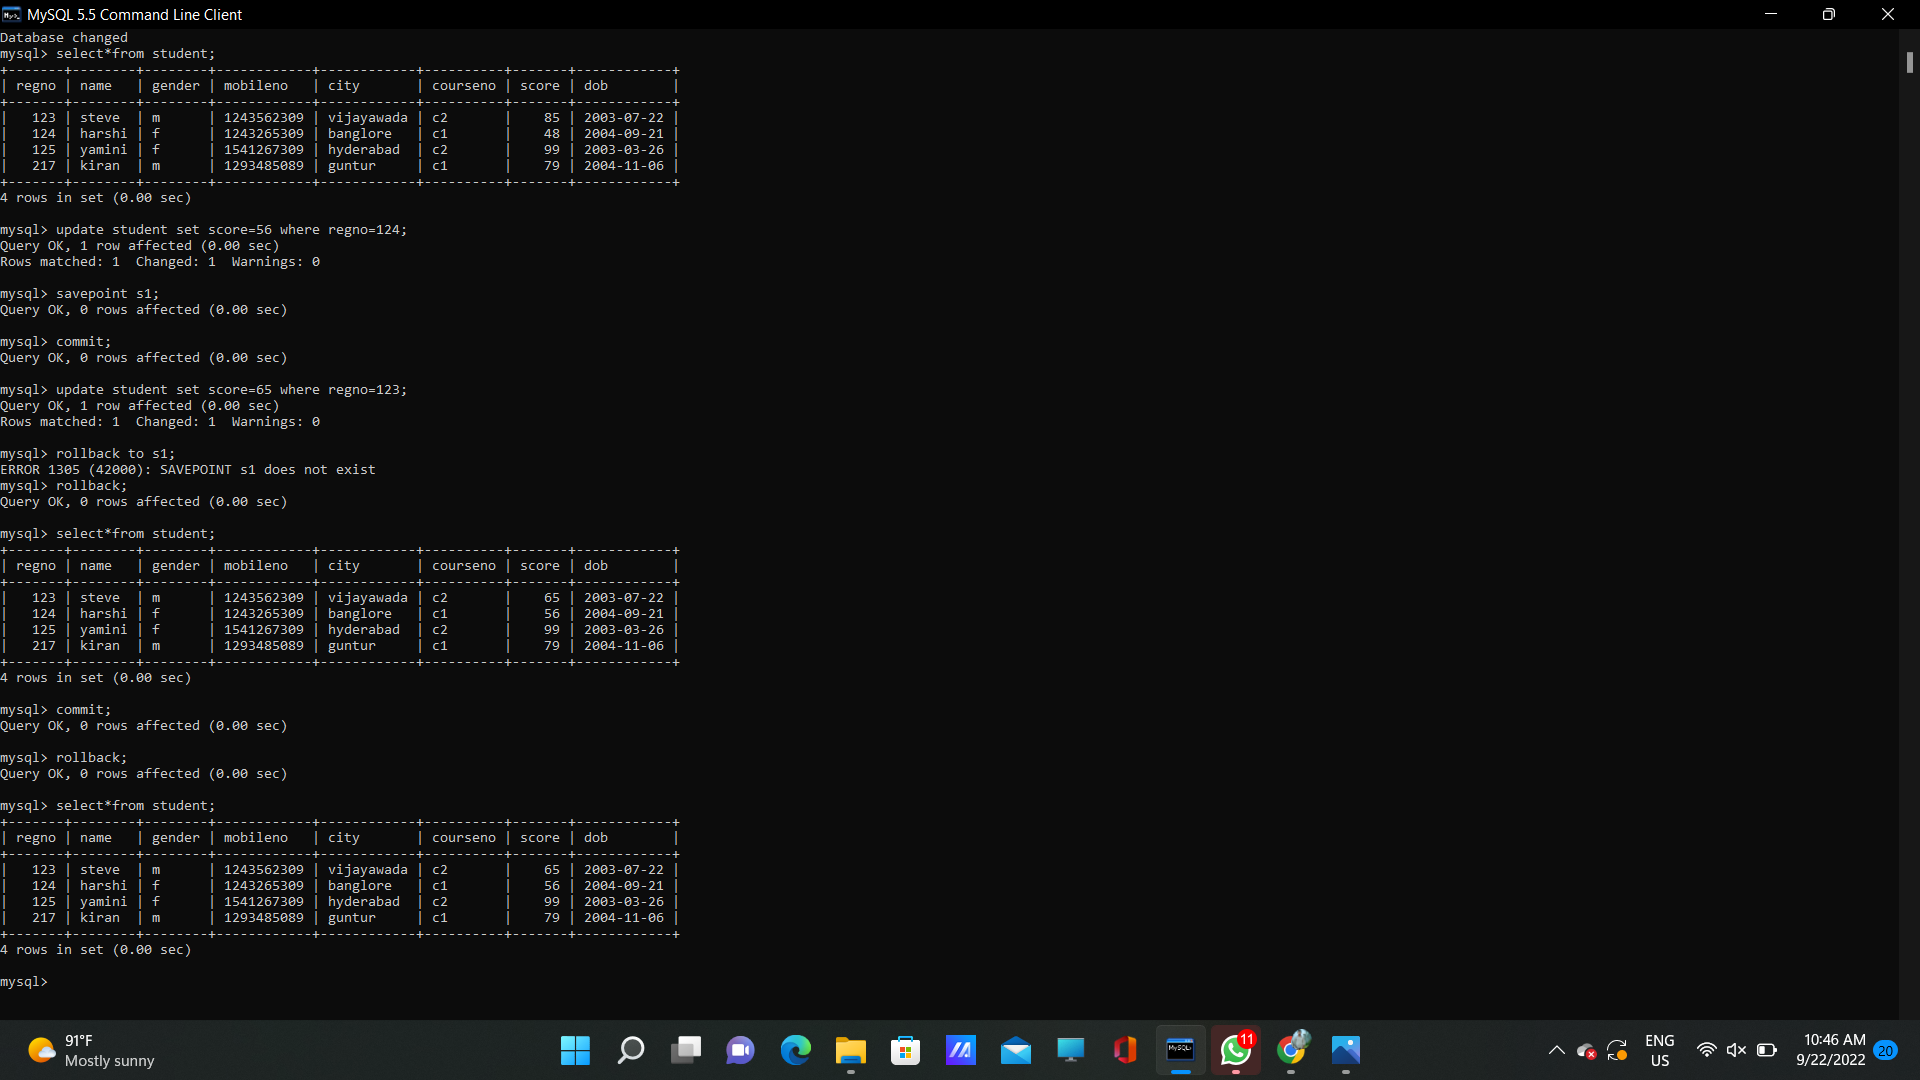 MySQL 5.5 Command Line Client
Database changed
mysql> select*from student;
+-------+--------+--------+------------+------------+----------+-------+------------+
| regno | name   | gender | mobileno   | city       | courseno | score | dob        |
+-------+--------+--------+------------+------------+----------+-------+------------+
|   123 | steve  | m      | 1243562309 | vijayawada | c2       |    85 | 2003-07-22 |
|   124 | harshi | f      | 1243265309 | banglore   | c1       |    48 | 2004-09-21 |
|   125 | yamini | f      | 1541267309 | hyderabad  | c2       |    99 | 2003-03-26 |
|   217 | kiran  | m      | 1293485089 | guntur     | c1       |    79 | 2004-11-06 |
+-------+--------+--------+------------+------------+----------+-------+------------+
4 rows in set (0.00 sec)
mysql> update student set score=56 where regno=124;
Query OK, 1 row affected (0.00 sec)
Rows matched: 1  Changed: 1  Warnings: 0
mysql> savepoint s1;
Query OK, 0 rows affected (0.00 sec)
mysql> commit;
Query OK, 0 rows affected (0.00 sec)
mysql> update student set score=65 where regno=123;
Query OK, 1 row affected (0.00 sec)
Rows matched: 1  Changed: 1  Warnings: 0
mysql> rollback to s1;
ERROR 1305 (42000): SAVEPOINT s1 does not exist
mysql> rollback;
Query OK, 0 rows affected (0.00 sec)
mysql> select*from student;
+-------+--------+--------+------------+------------+----------+-------+------------+
| regno | name   | gender | mobileno   | city       | courseno | score | dob        |
+-------+--------+--------+------------+------------+----------+-------+------------+
|   123 | steve  | m      | 1243562309 | vijayawada | c2       |    65 | 2003-07-22 |
|   124 | harshi | f      | 1243265309 | banglore   | c1       |    56 | 2004-09-21 |
|   125 | yamini | f      | 1541267309 | hyderabad  | c2       |    99 | 2003-03-26 |
|   217 | kiran  | m      | 1293485089 | guntur     | c1       |    79 | 2004-11-06 |
+-------+--------+--------+------------+------------+----------+-------+------------+
4 rows in set (0.00 sec)
mysql> commit;
Query OK, 0 rows affected (0.00 sec)
mysql> rollback;
Query OK, 0 rows affected (0.00 sec)
mysql> select*from student;
+-------+--------+--------+------------+------------+----------+-------+------------+
| regno | name   | gender | mobileno   | city       | courseno | score | dob        |
+-------+--------+--------+------------+------------+----------+-------+------------+
|   123 | steve  | m      | 1243562309 | vijayawada | c2       |    65 | 2003-07-22 |
|   124 | harshi | f      | 1243265309 | banglore   | c1       |    56 | 2004-09-21 |
|   125 | yamini | f      | 1541267309 | hyderabad  | c2       |    99 | 2003-03-26 |
|   217 | kiran  | m      | 1293485089 | guntur     | c1       |    79 | 2004-11-06 |
+-------+--------+--------+------------+------------+----------+-------+------------+
4 rows in set (0.00 sec)
mysql>
91°F
Mostly sunny
MySQL
11
ENG
US
10:46 AM
9/22/2022
20